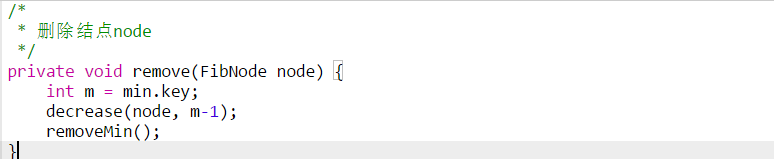 /*
 * 删除结点node
 */
private void remove(FibNode node) {
    int m = min.key;
    decrease(node, m-1);
    removeMin();
}